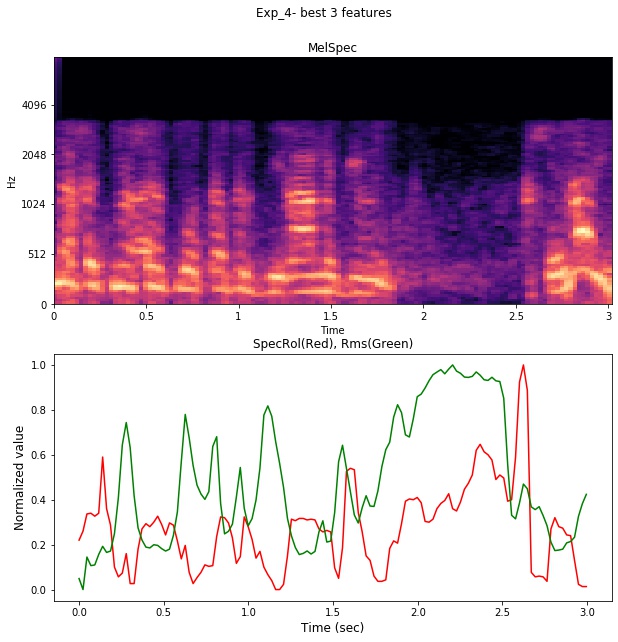 Exp_4- best 3 features
MelSpec
4096
2048
1024
512
0
Hz
0 0.5 1 1.5 2 2.5 3
Time
SpecRol(Red), Rms(Green)
1.0
0.8
0.6
0.4
0.2
0.0
Normalized value
0.0 0.5 1.0 1.5 2.0 2.5 3.0
Time (sec)